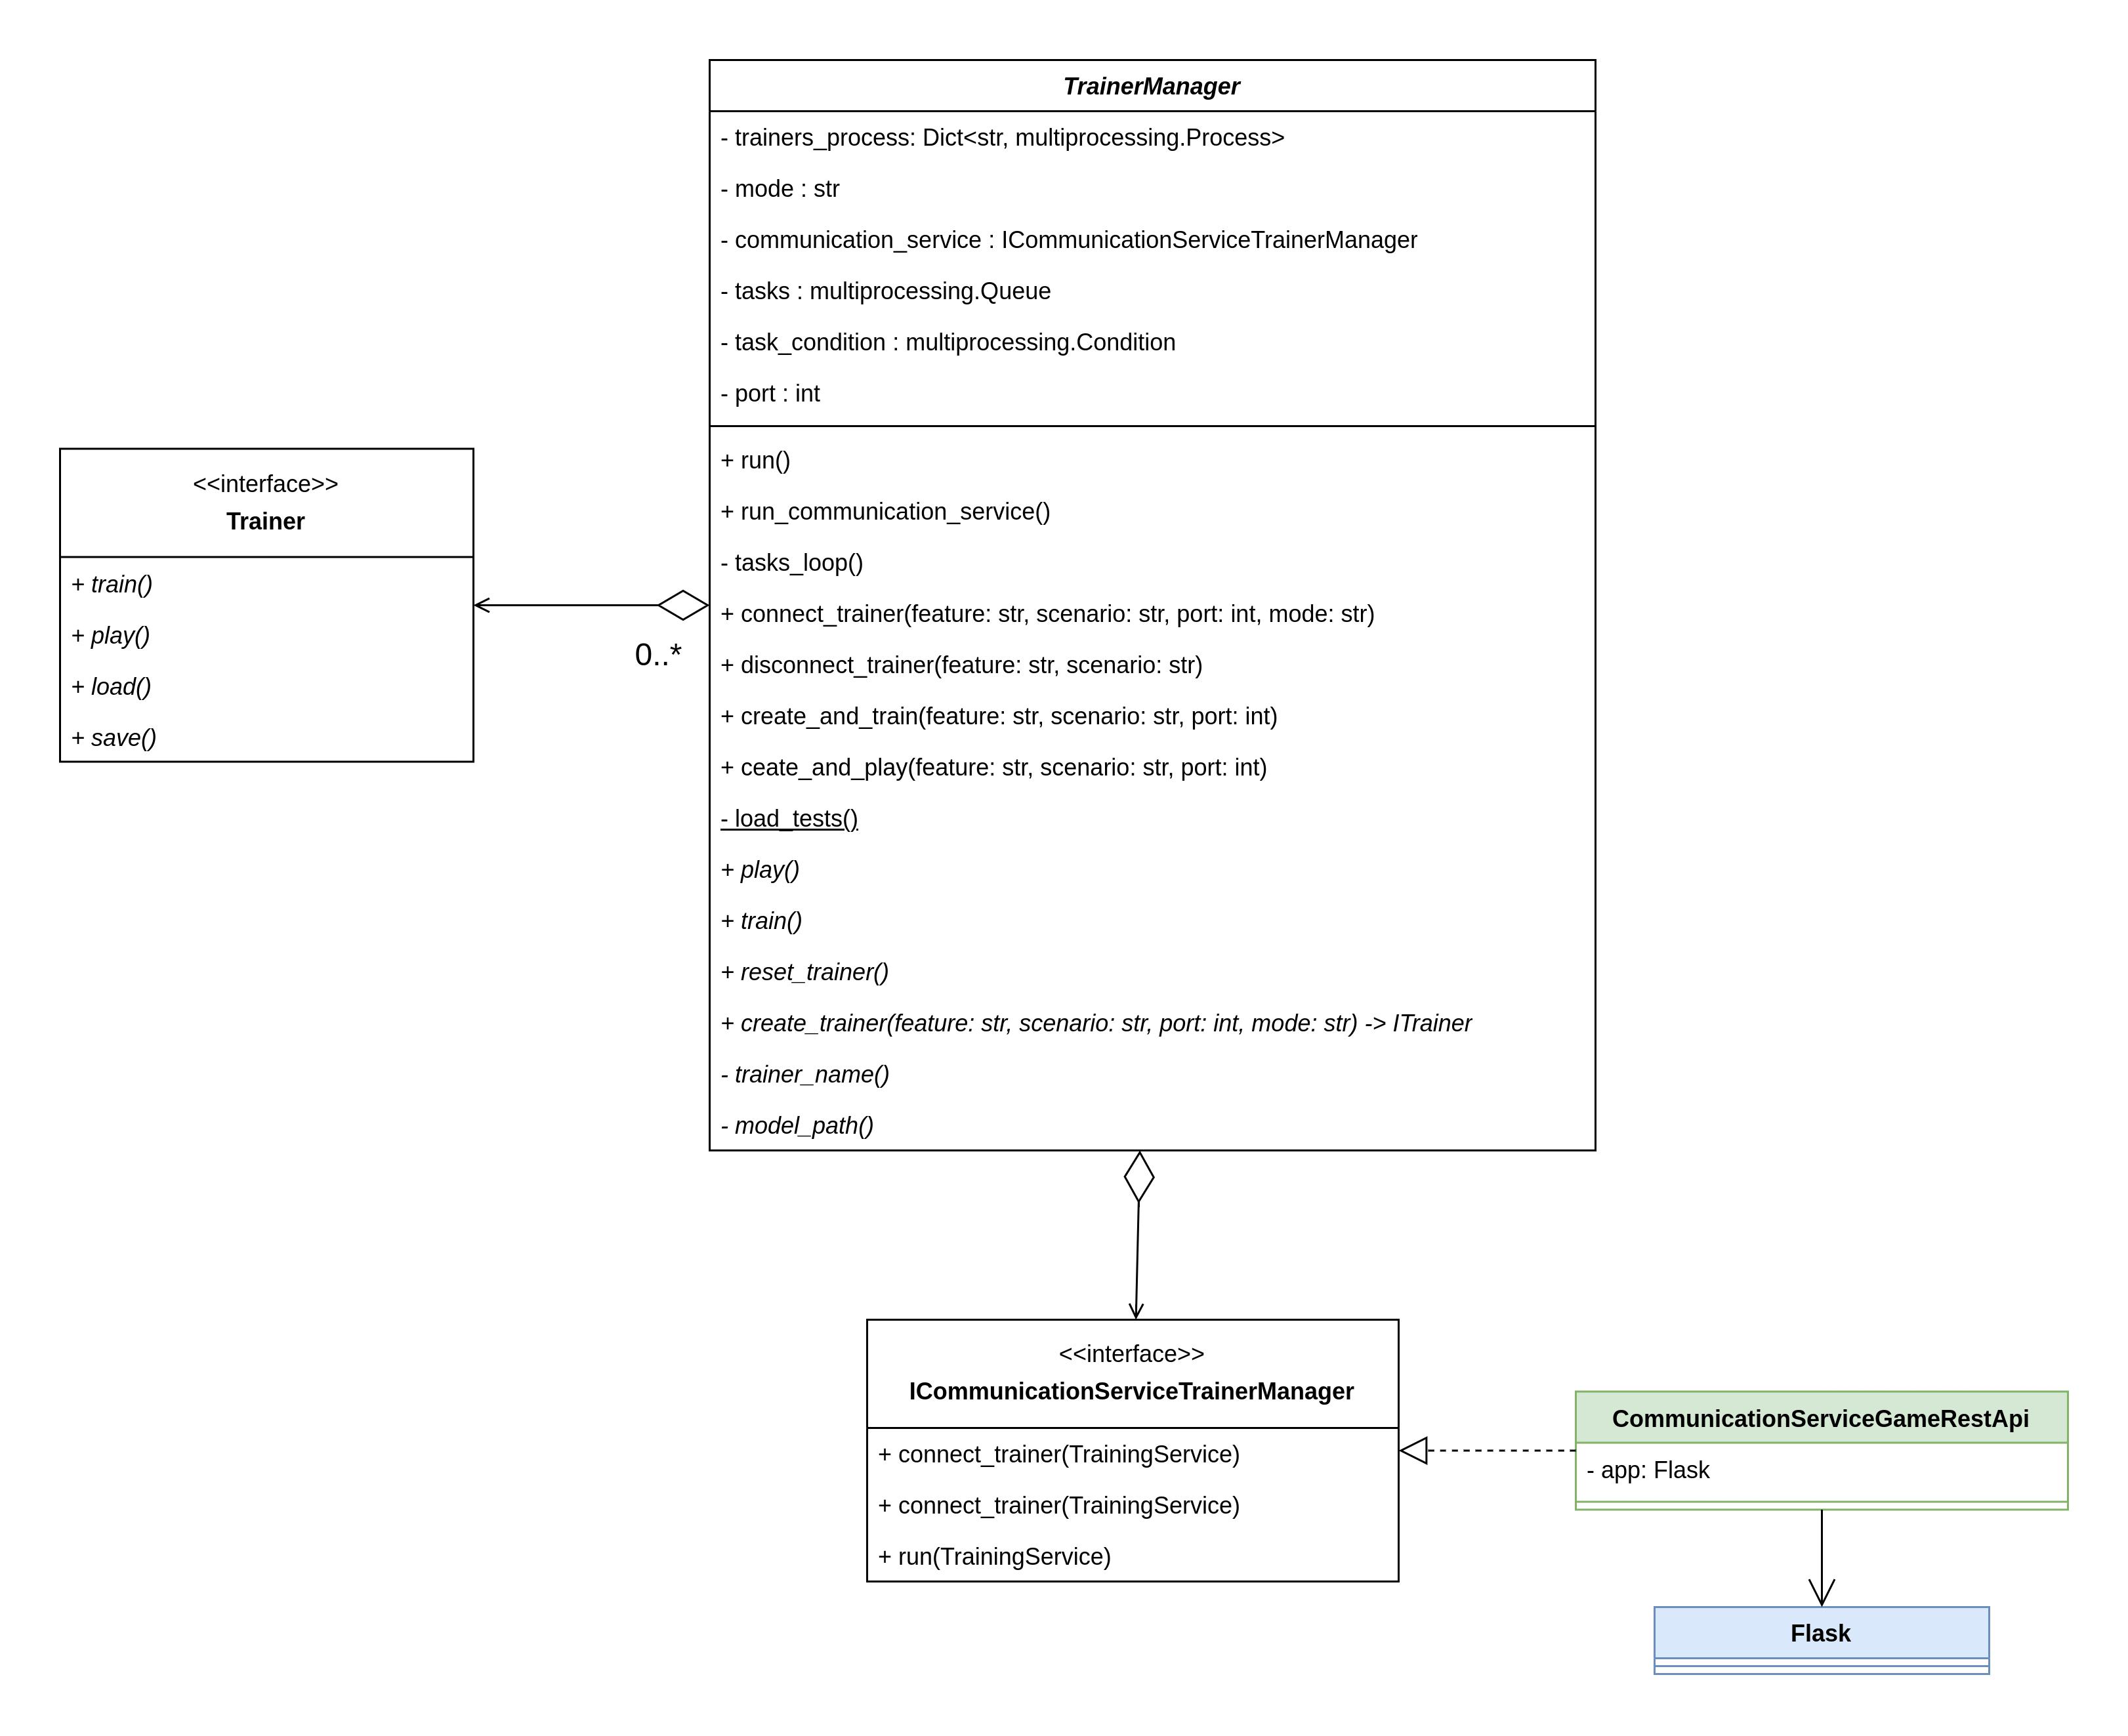 TrainerManager
- trainers_process: Dict<str, multiprocessing.Process>
- mode : str
- communication_service : ICommunicationServiceTrainerManager
- tasks : multiprocessing.Queue
- task_condition : multiprocessing.Condition
- port : int
+ run()
+ run_communication_service()
- tasks_loop()
+ connect_trainer(feature: str, scenario: str, port: int, mode: str)
+ disconnect_trainer(feature: str, scenario: str)
+ create_and_train(feature: str, scenario: str, port: int)
+ ceate_and_play(feature: str, scenario: str, port: int)
- load_tests()
+ play()
+ train()
+ reset_trainer()
+ create_trainer(feature: str, scenario: str, port: int, mode: str) -> ITrainer
- trainer_name()
- model_path()
<<interface>>
Trainer
+ train()
+ play()
+ load()
+ save()
0..*
<<interface>>
ICommunicationServiceTrainerManager
+ connect_trainer(TrainingService)
+ connect_trainer(TrainingService)
+ run(TrainingService)
CommunicationServiceGameRestApi
- app: Flask
Flask